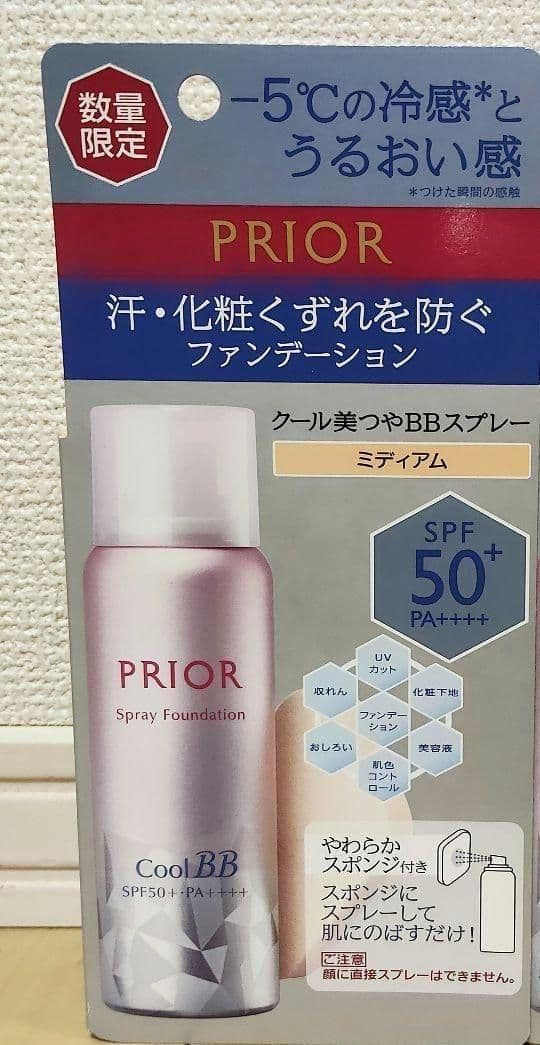 数量
限定
−5℃の冷感*と
うるおい感
*つけた瞬間の感触
PRIOR
汗・化粧くずれを防ぐ
ファンデーション
クール美つやBBスプレー
ミディアム
SPF
50+
PA++++
UV
カット
収れん
化粧下地
ファンデー
ション
おしろい
美容液
肌色
コント
ロール
PRIOR
Spray Foundation
Cool BB
SPF50+・PA++++
やわらか
スポンジ付き
スポンジに
スプレーして
肌にのばすだけ!
ご注意
顔に直接スプレーはできません。